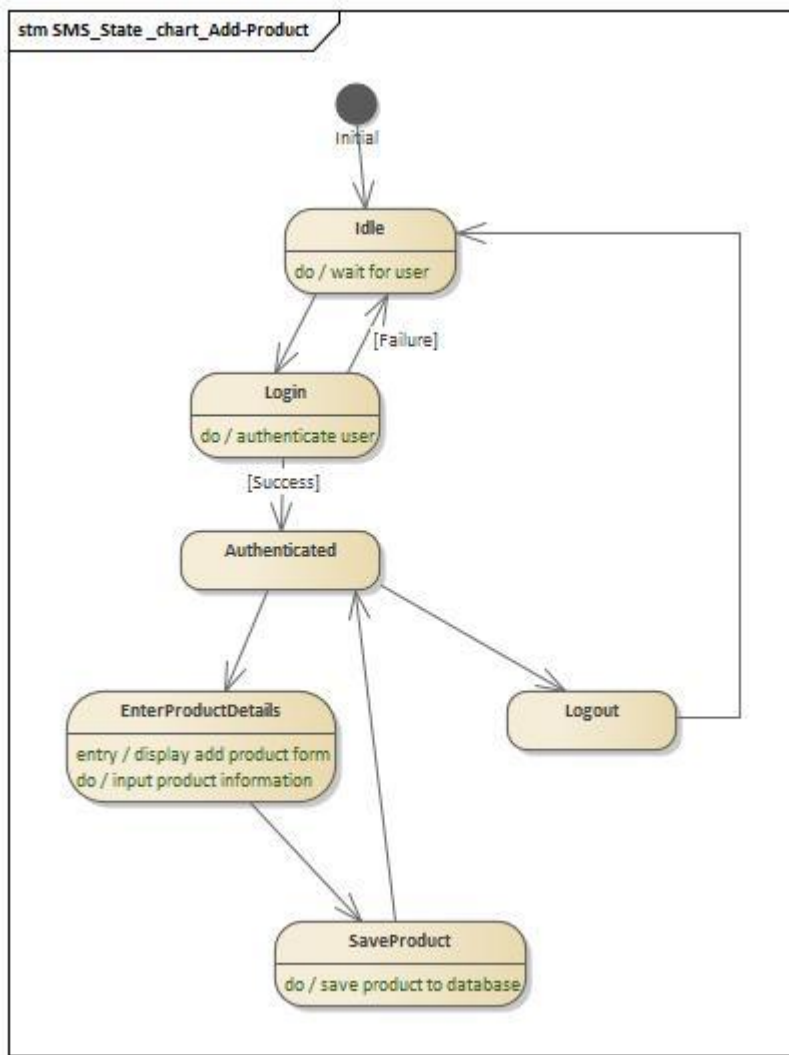 stm SMS_State _chart_Add-Product
Initial
Idle
do / wait for user
[Failure]
Login
do / authenticate user
[Success]
Authenticated
EnterProductDetails
entry / display add product form
do / input product information
Logout
SaveProduct
do / save product to database